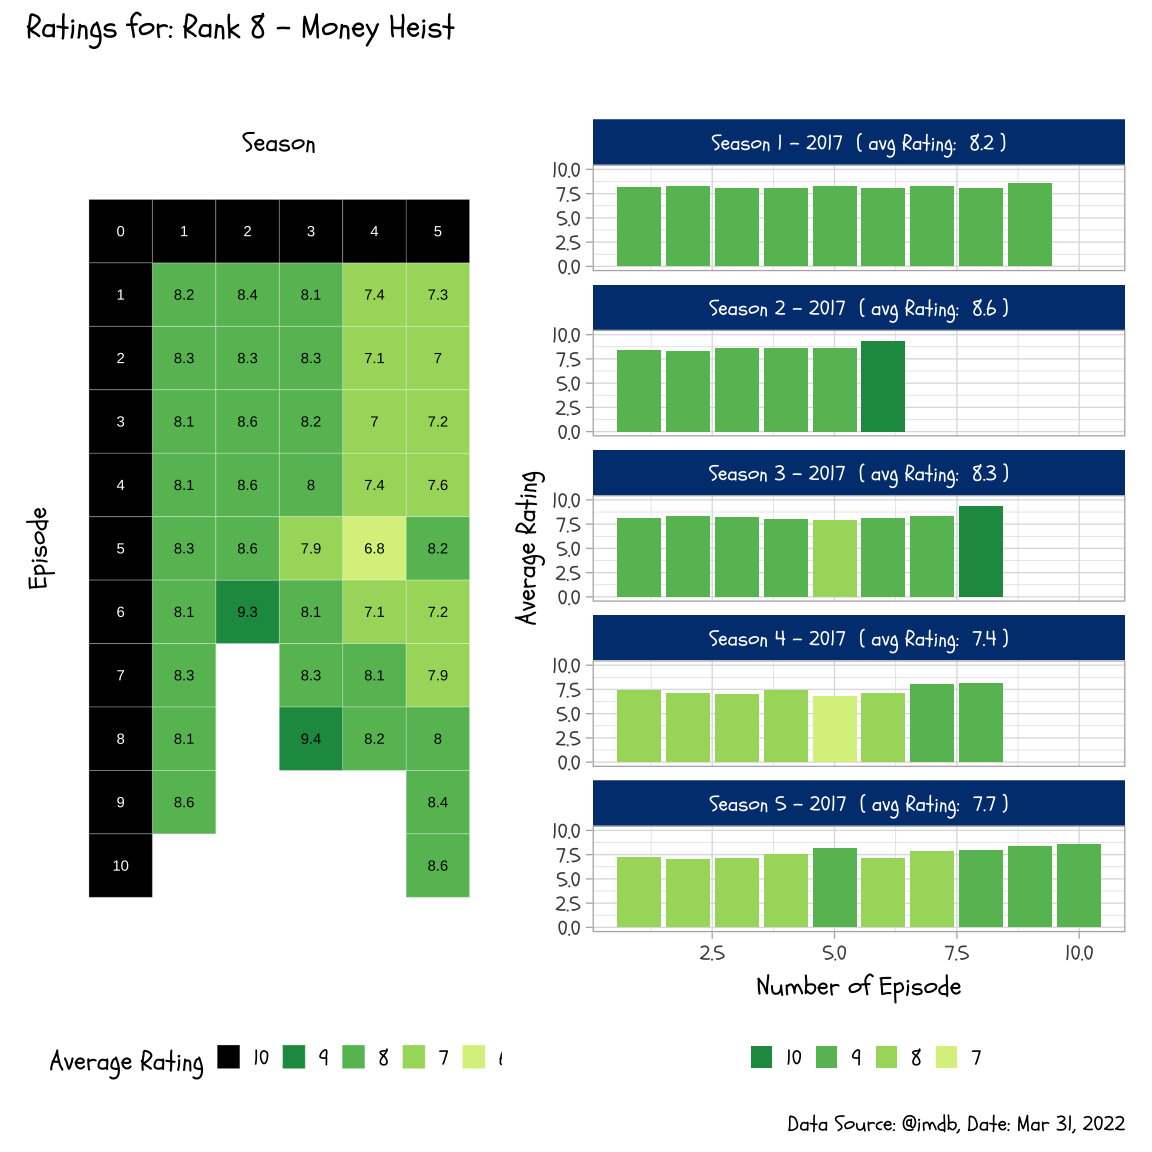 Ratings for: Rank 8 - Money Heist
Season
0 1 2 3 4 5
1 8.2 8.4 8.1 7.4 7.3
2 8.3 8.3 8.3 7.1 7
3 8.1 8.6 8.2 7 7.2
4 8.1 8.6 8 7.4 7.6
5 8.3 8.6 7.9 6.8 8.2
6 8.1 9.3 8.1 7.1 7.2
7 8.3 8.3 8.1 7.9
8 8.1 9.4 8.2 8
9 8.6 8.4
10 8.6
Episode
Average Rating 10 9 8 7
Season 1 - 2017 ( avg Rating: 8.2 )
10.0
7.5
5.0
2.5
0.0
Season 2 - 2017 ( avg Rating: 8.6 )
10.0
7.5
5.0
2.5
0.0
Season 3 - 2017 ( avg Rating: 8.3 )
10.0
7.5
5.0
2.5
0.0
Season 4 - 2017 ( avg Rating: 7.4 )
10.0
7.5
5.0
2.5
0.0
Season 5 - 2017 ( avg Rating: 7.7 )
10.0
7.5
5.0
2.5
0.0
Average Rating
2.5 5.0 7.5 10.0
Number of Episode
10 9 8 7
Data Source: @imdb, Date: Mar 31, 2022